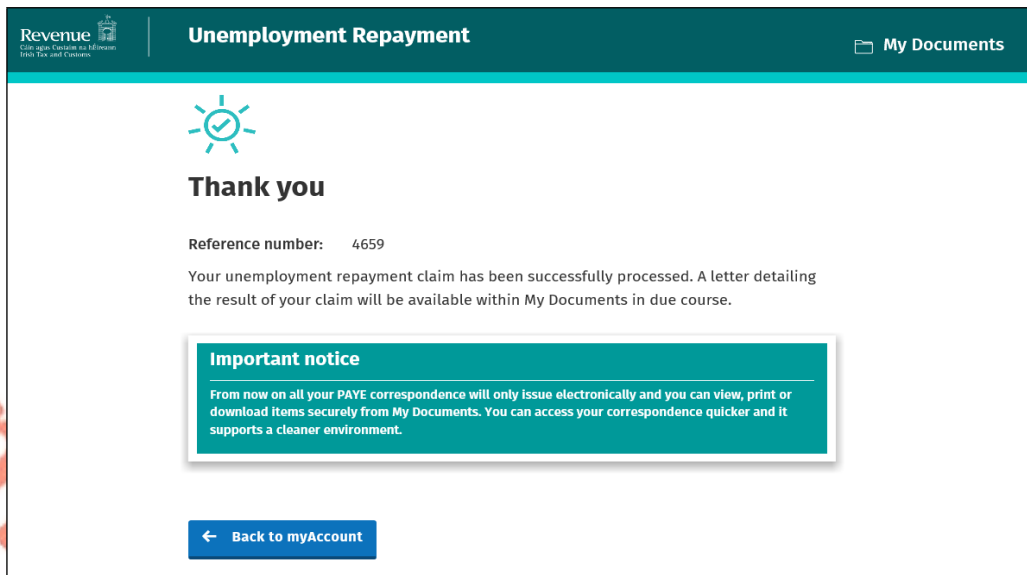 Revenue
Cáin agus Custaim na hÉireann
Irish Tax and Customs
Unemployment Repayment
My Documents
Thank you
Reference number: 4659
Your unemployment repayment claim has been successfully processed. A letter detailing
the result of your claim will be available within My Documents in due course.
Important notice
From now on all your PAYE correspondence will only issue electronically and you can view, print or
download items securely from My Documents. You can access your correspondence quicker and it
supports a cleaner environment.
Back to myAccount